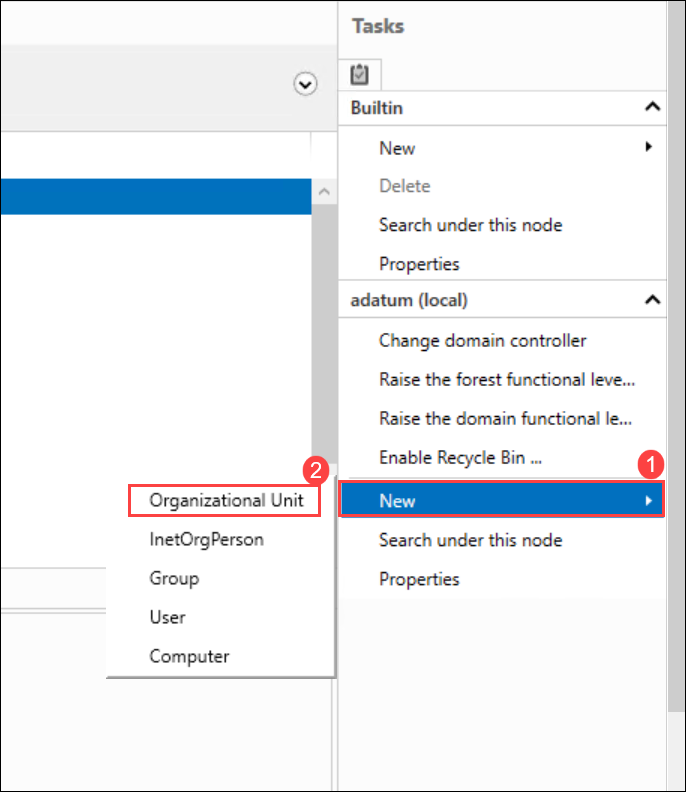 Tasks
Builtin
New
Delete
Search under this node
Properties
adatum (local)
Change domain controller
Raise the forest functional leve...
Raise the domain functional le...
Enable Recycle Bin ...
1
New
Search under this node
Properties
2
Organizational Unit
InetOrgPerson
Group
User
Computer